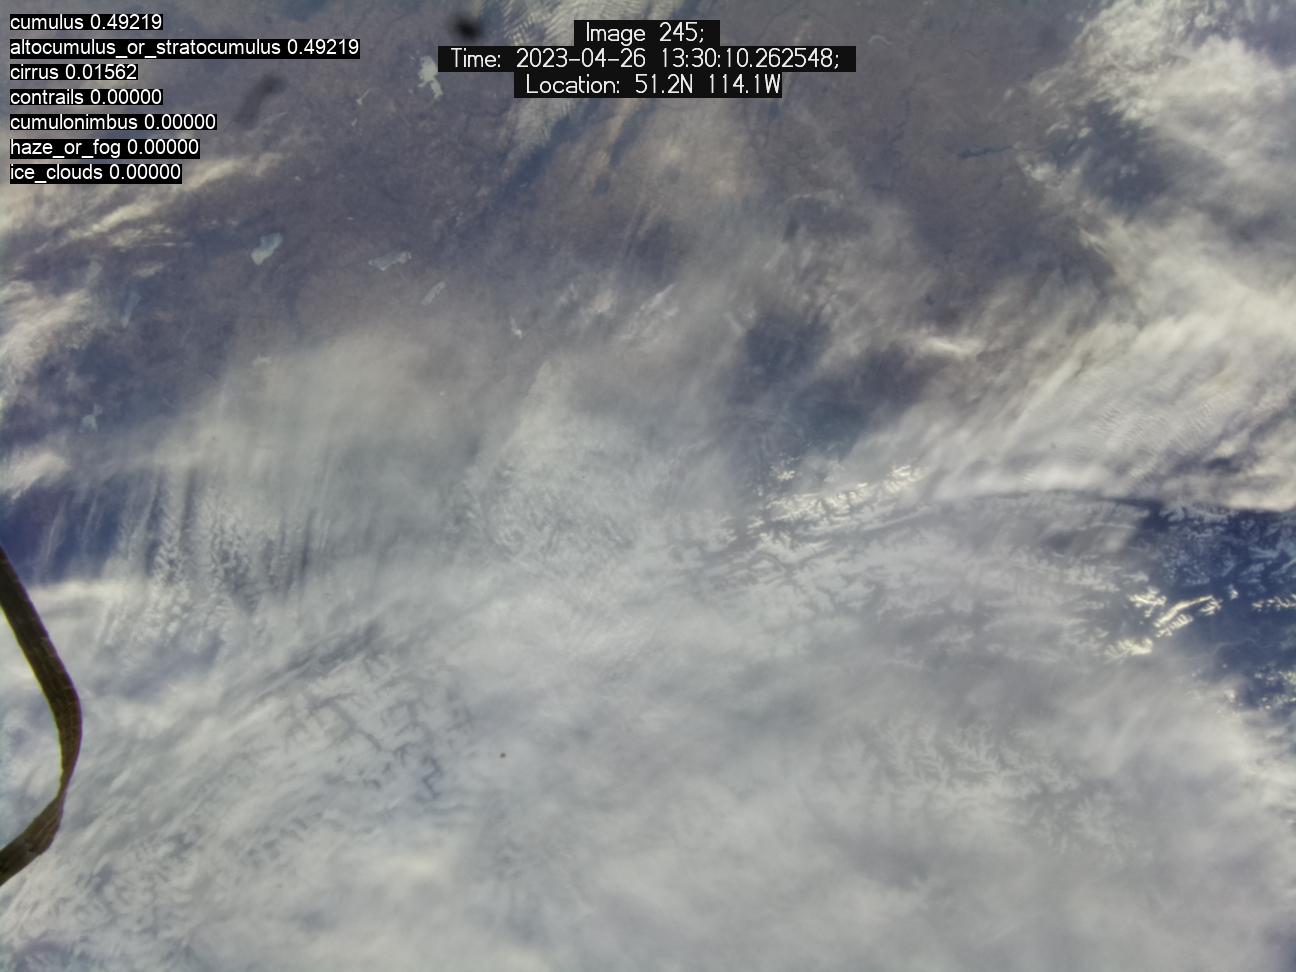 cumulus 0.49219
altocumulus_or_stratocumulus 0.49219
cirrus 0.01562
contrails 0.00000
cumulonimbus 0.00000
haze_or_fog 0.00000
ice_clouds 0.00000
Image 245;
Time: 2023-04-26 13:30:10.262548;
Location: 51.2N 114.1W